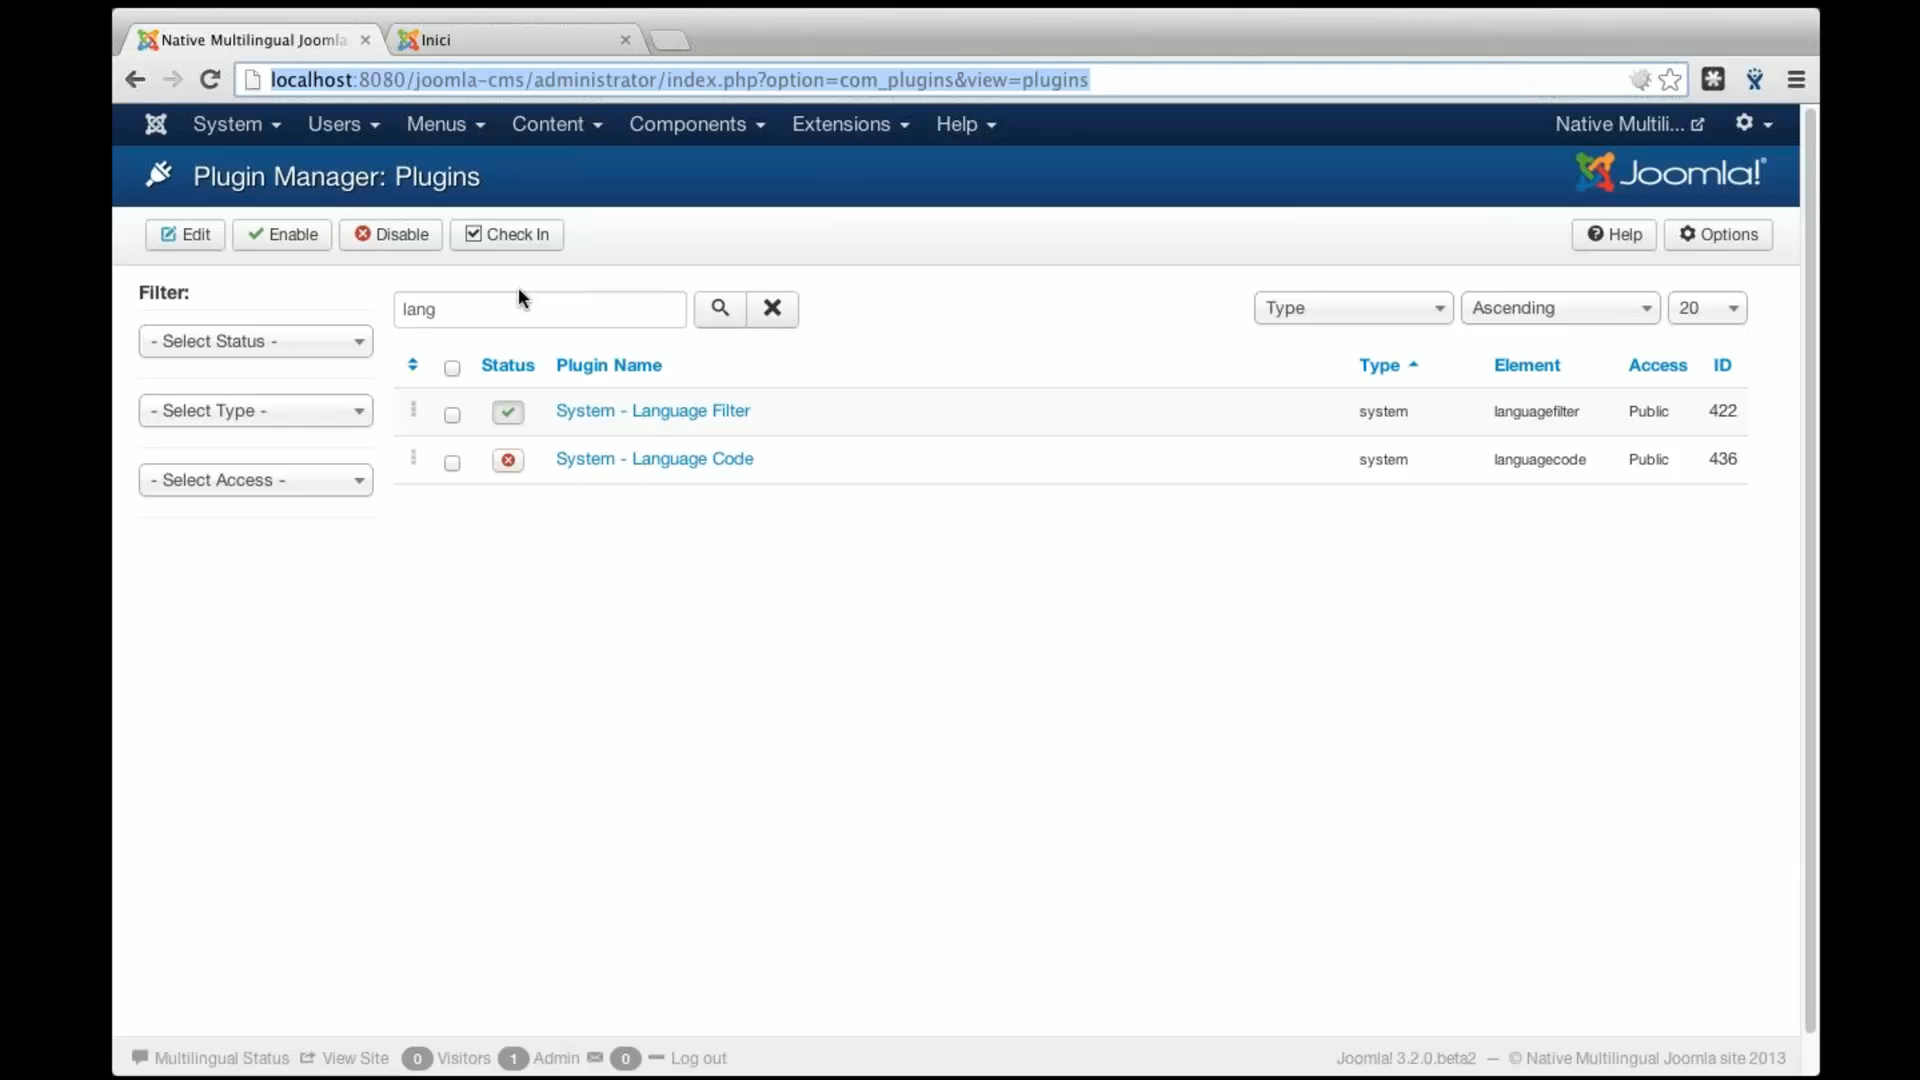 Native Multilingual Joomla
Inici
localhost:8080/joomla-cms/administrator/index.php?option=com_plugins&view=plugins
System Users Menus Content Components Extensions Help Native Multili...
Plugin Manager: Plugins
Joomla!
Edit Enable Disable Check In Help Options
Filter:
- Select Status -
- Select Type -
- Select Access -
lang
Type Ascending 20
Status Plugin Name Type Element Access ID
System - Language Filter system languagefilter Public 422
System - Language Code system languagecode Public 436
Multilingual Status View Site 0 Visitors 1 Admin 0 Log out
Joomla! 3.2.0.beta2 — © Native Multilingual Joomla site 2013